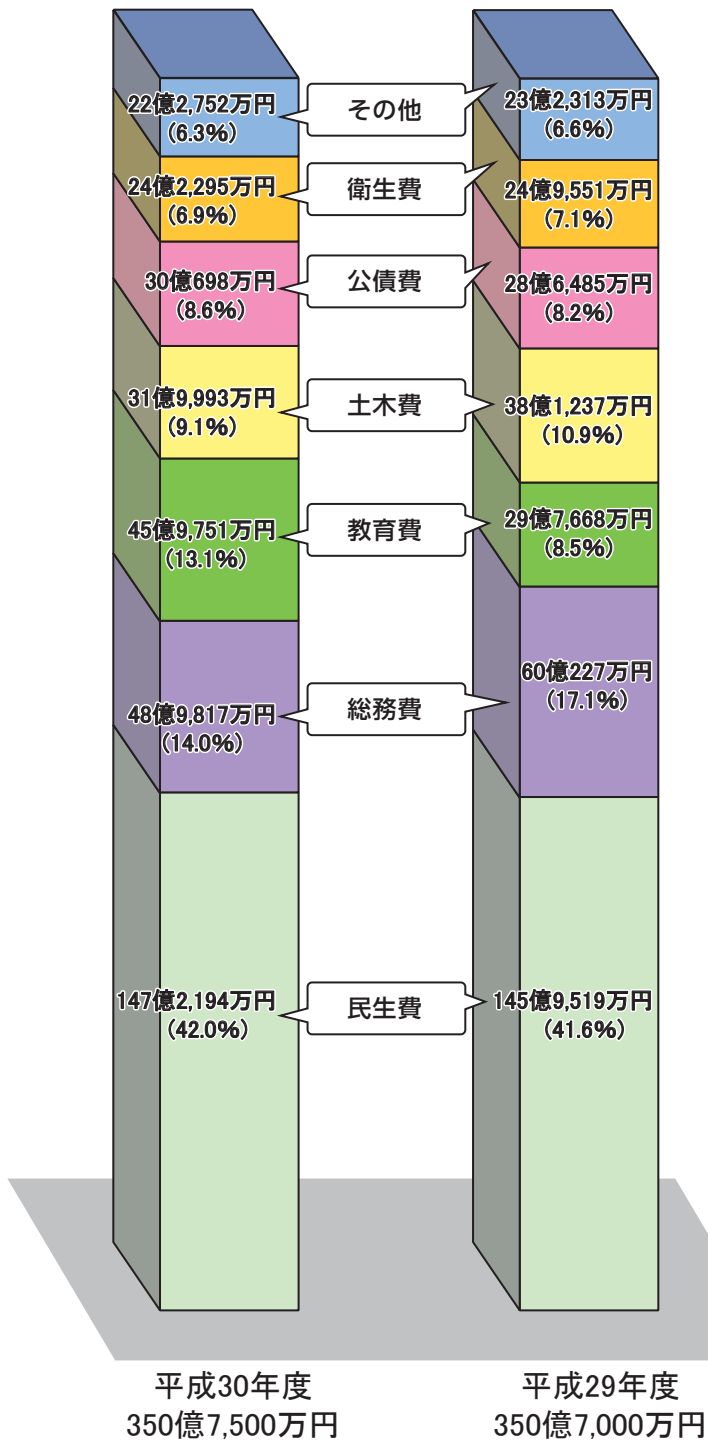 22億2,752万円
(6.3%)
その他
23億2,313万円
(6.6%)
24億2,295万円
(6.9%)
衛生費
24億9,551万円
(7.1%)
30億698万円
(8.6%)
公債費
28億6,485万円
(8.2%)
31億9,993万円
(9.1%)
土木費
38億1,237万円
(10.9%)
45億9,751万円
(13.1%)
教育費
29億7,668万円
(8.5%)
48億9,817万円
(14.0%)
総務費
60億227万円
(17.1%)
147億2,194万円
(42.0%)
民生費
145億9,519万円
(41.6%)
平成30年度
350億7,500万円
平成29年度
350億7,000万円